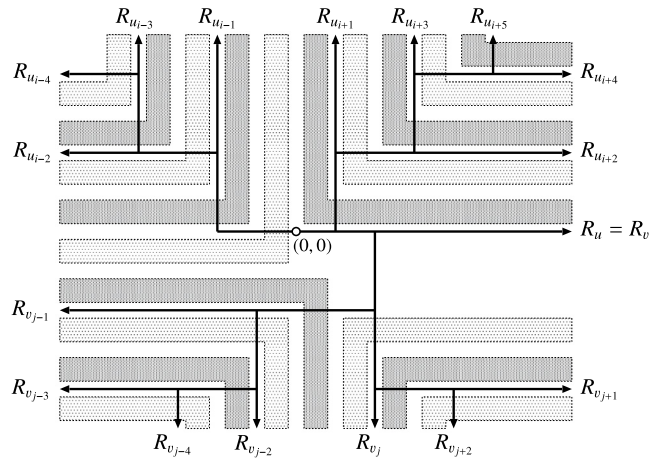 R_{u_{i−3}} R_{u_{i−1}} R_{u_{i+1}} R_{u_{i+3}} R_{u_{i+5}}
R_{u_{i−4}} R_{u_{i+4}}
R_{u_{i−2}} R_{u_{i+2}}
R_u = R_v
(0, 0)
R_{v_{j−1}}
R_{v_{j−3}} R_{v_{j+1}}
R_{v_{j−4}} R_{v_{j−2}} R_{v_j} R_{v_{j+2}}